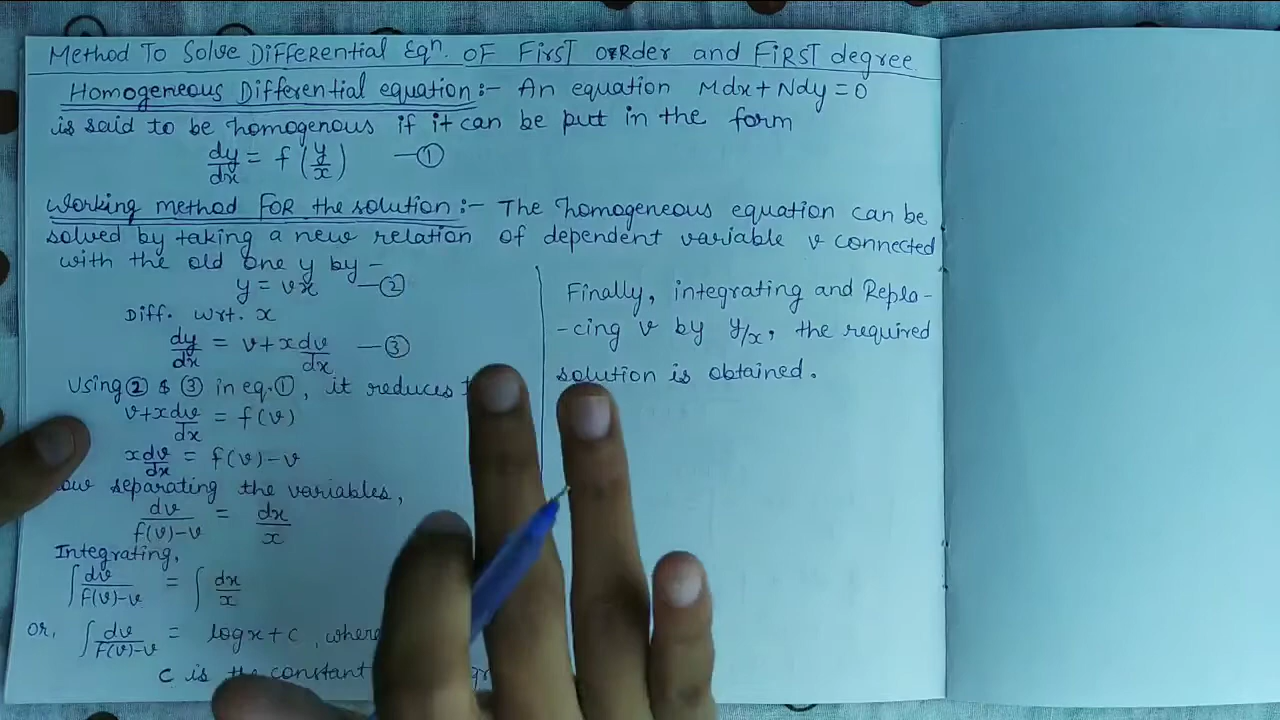 Method To Solve Differential Eqn. OF First oRder and FiRST degree
Homogeneous Differential equation :- An equation Mdx + Ndy = 0
is said to be homogenous if it can be put in the form
dy/dx = f(y/x) —①
Working method FOR the solution :- The homogeneous equation can be
solved by taking a new relation of dependent variable v connected
with the old one y by -
y = vx —②
Diff. wrt. x
dy/dx = v + x dv/dx —③
Using ② & ③ in eq.①, it reduces
v + x dv/dx = f(v)
x dv/dx = f(v) - v
separating the variables,
dv/f(v)-v = dx/x
Integrating,
∫ dv/f(v)-v = ∫ dx/x
or, ∫ dv/f(v)-v = logx + c, where
c is the constant
Finally, integrating and Repla-
-cing v by y/x, the required
solution is obtained.